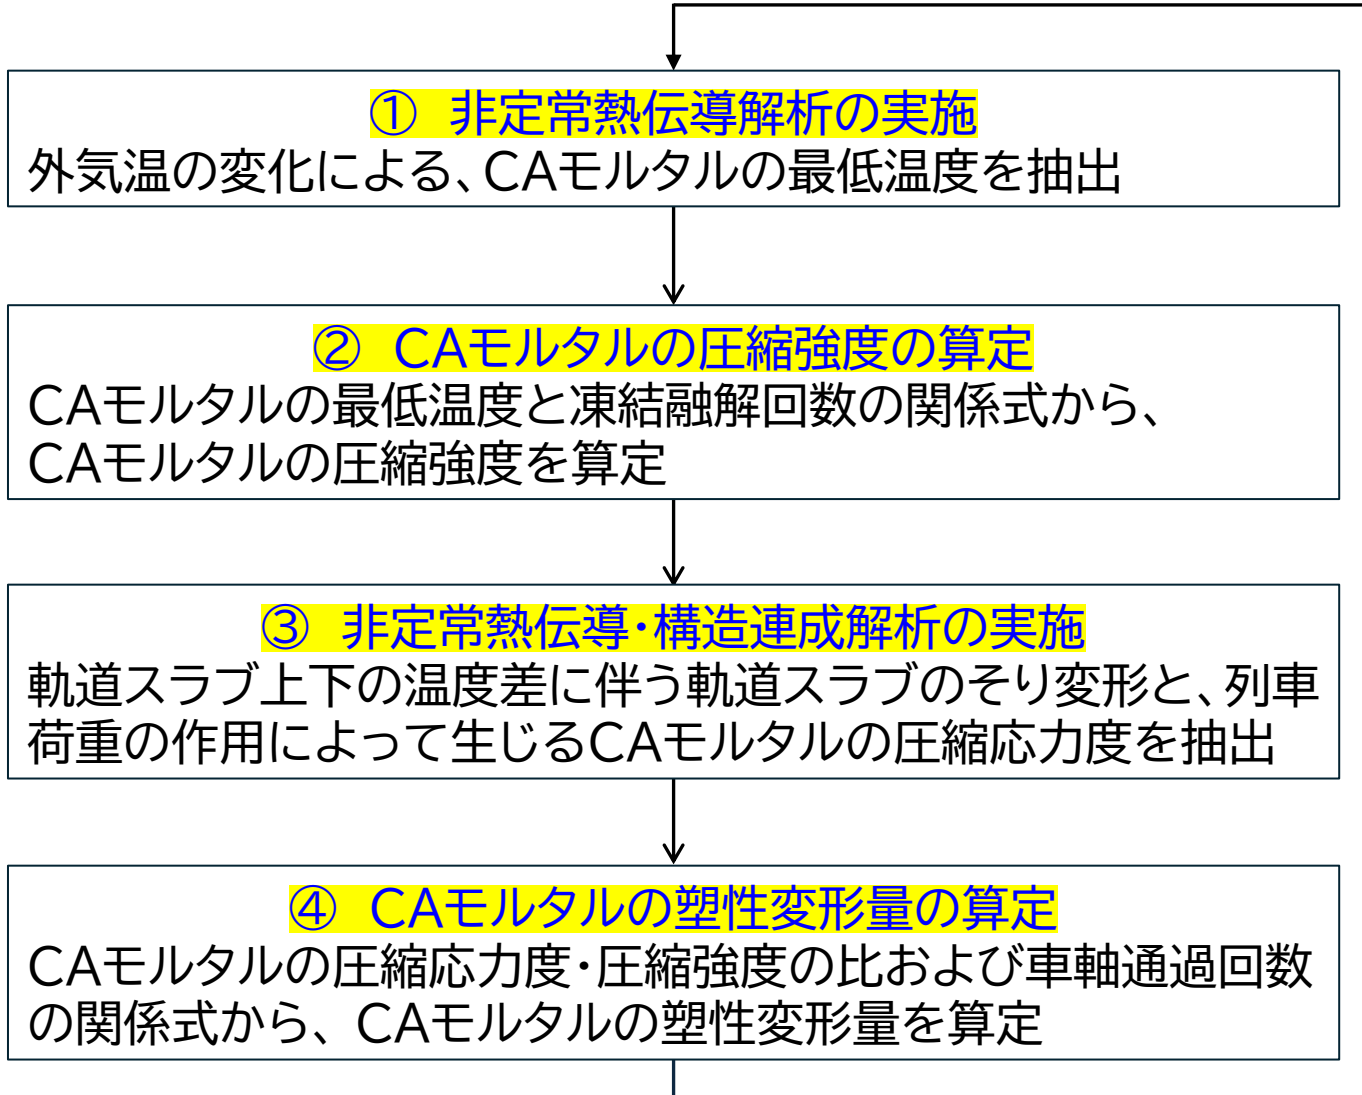 ① 非定常熱伝導解析の実施
外気温の変化による、CAモルタルの最低温度を抽出
② CAモルタルの圧縮強度の算定
CAモルタルの最低温度と凍結融解回数の関係式から、
CAモルタルの圧縮強度を算定
③ 非定常熱伝導･構造連成解析の実施
軌道スラブ上下の温度差に伴う軌道スラブのそり変形と、列車
荷重の作用によって生じるCAモルタルの圧縮応力度を抽出
④ CAモルタルの塑性変形量の算定
CAモルタルの圧縮応力度･圧縮強度の比および車軸通過回数
の関係式から、CAモルタルの塑性変形量を算定